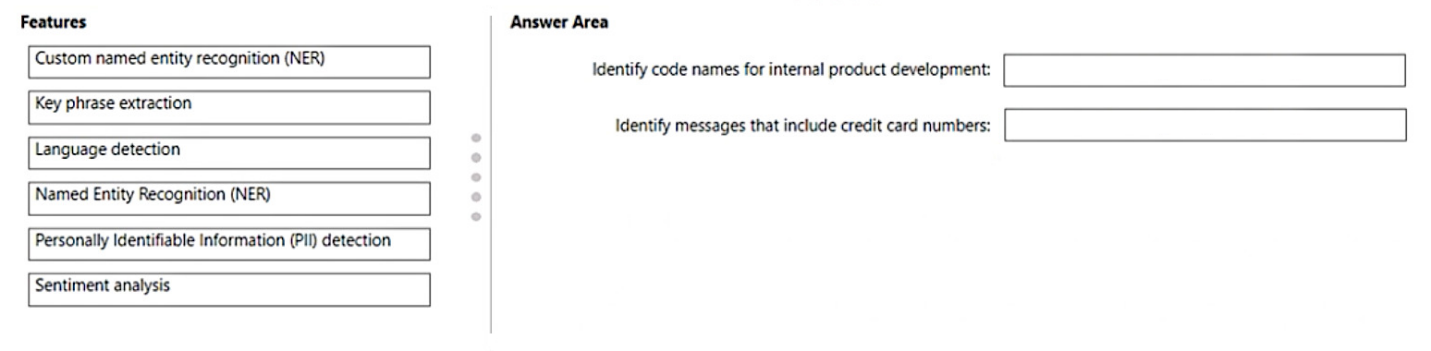 Features
Custom named entity recognition (NER)
Key phrase extraction
Language detection
Named Entity Recognition (NER)
Personally Identifiable Information (PII) detection
Sentiment analysis
Answer Area
Identify code names for internal product development:
Identify messages that include credit card numbers: